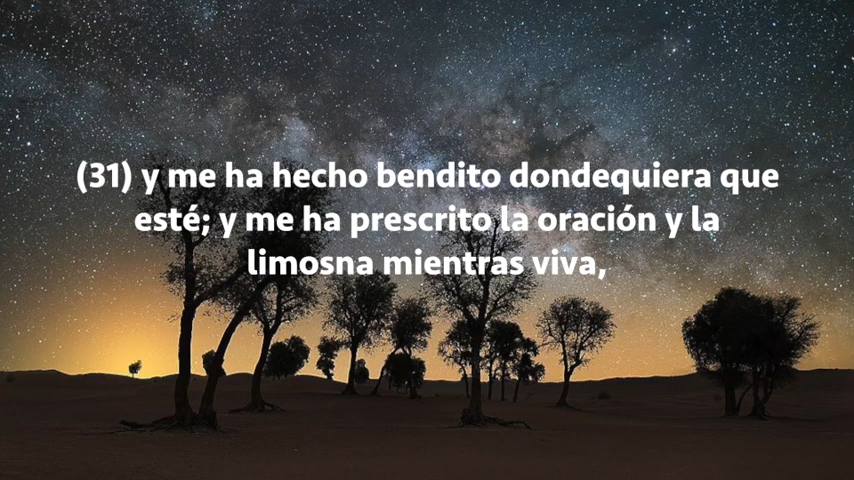 (31) y me ha hecho bendito dondequiera que
esté; y me ha prescrito la oración y la
limosna mientras viva,